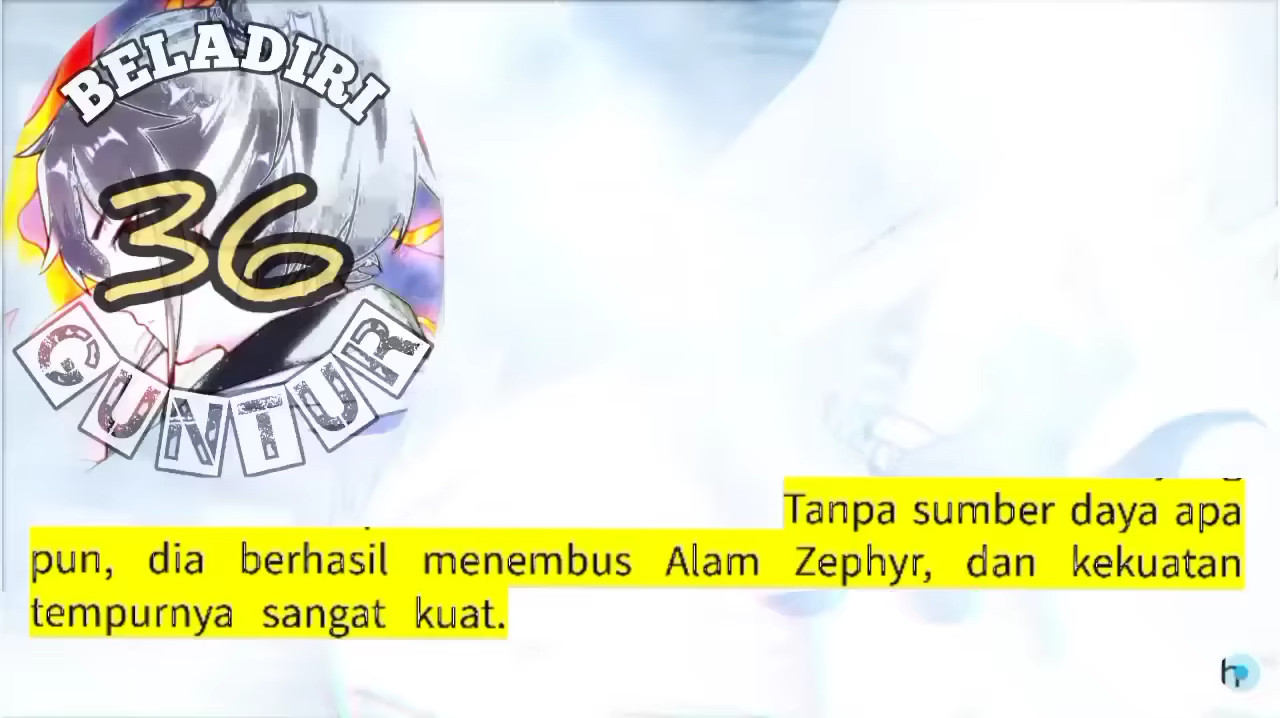 BELADIRI
36
GUNTUR
Tanpa sumber daya apa
pun, dia berhasil menembus Alam Zephyr, dan kekuatan
tempurnya sangat kuat.